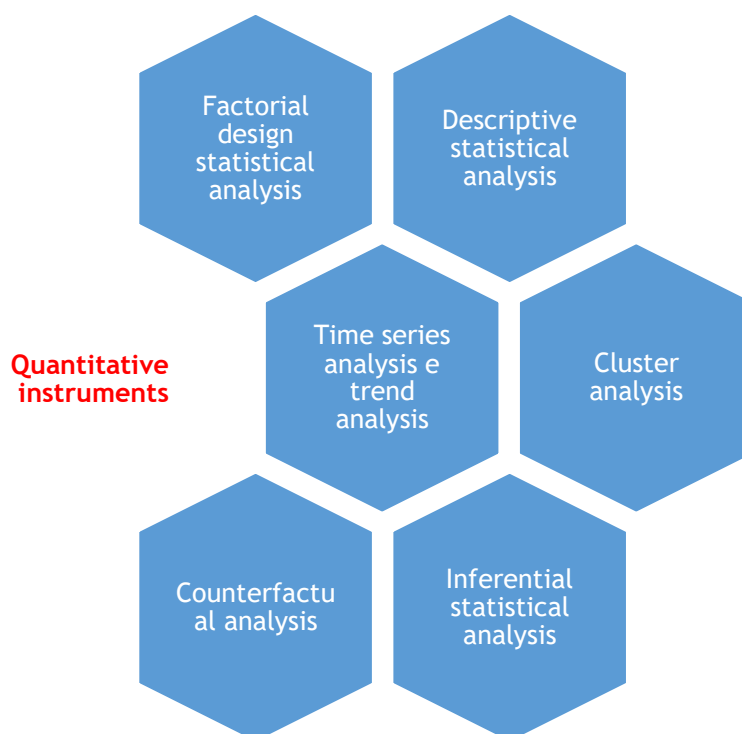 Factorial
design
statistical
analysis
Descriptive
statistical
analysis
Quantitative
instruments
Time series
analysis e
trend
analysis
Cluster
analysis
Counterfactu
al analysis
Inferential
statistical
analysis